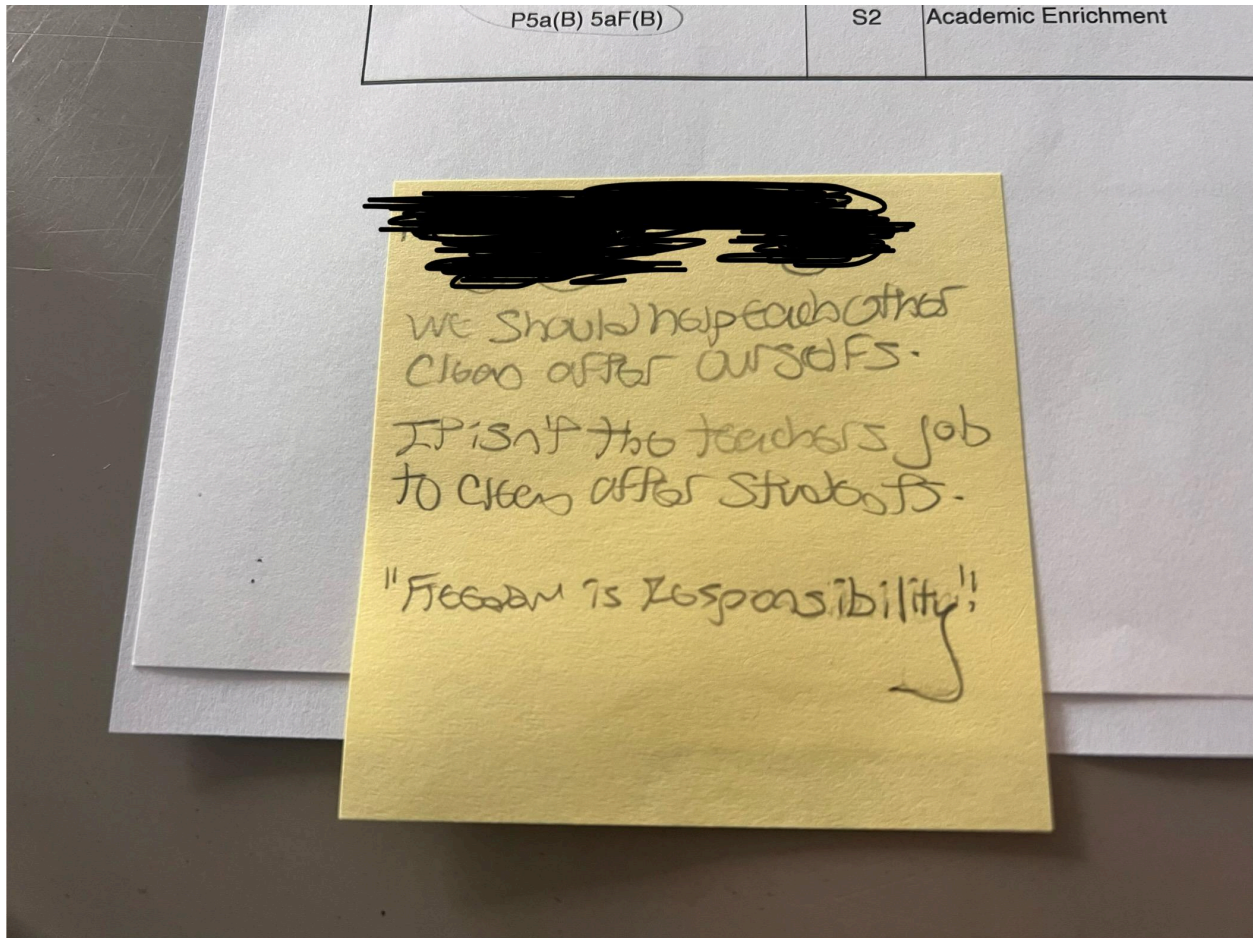 P5a(B) 5aF(B) S2 Academic Enrichment
We Should help each other
Clean after ourselfs.
It isn't the teachers job
to Clean after Students.
"Freedom is Responsibility"!